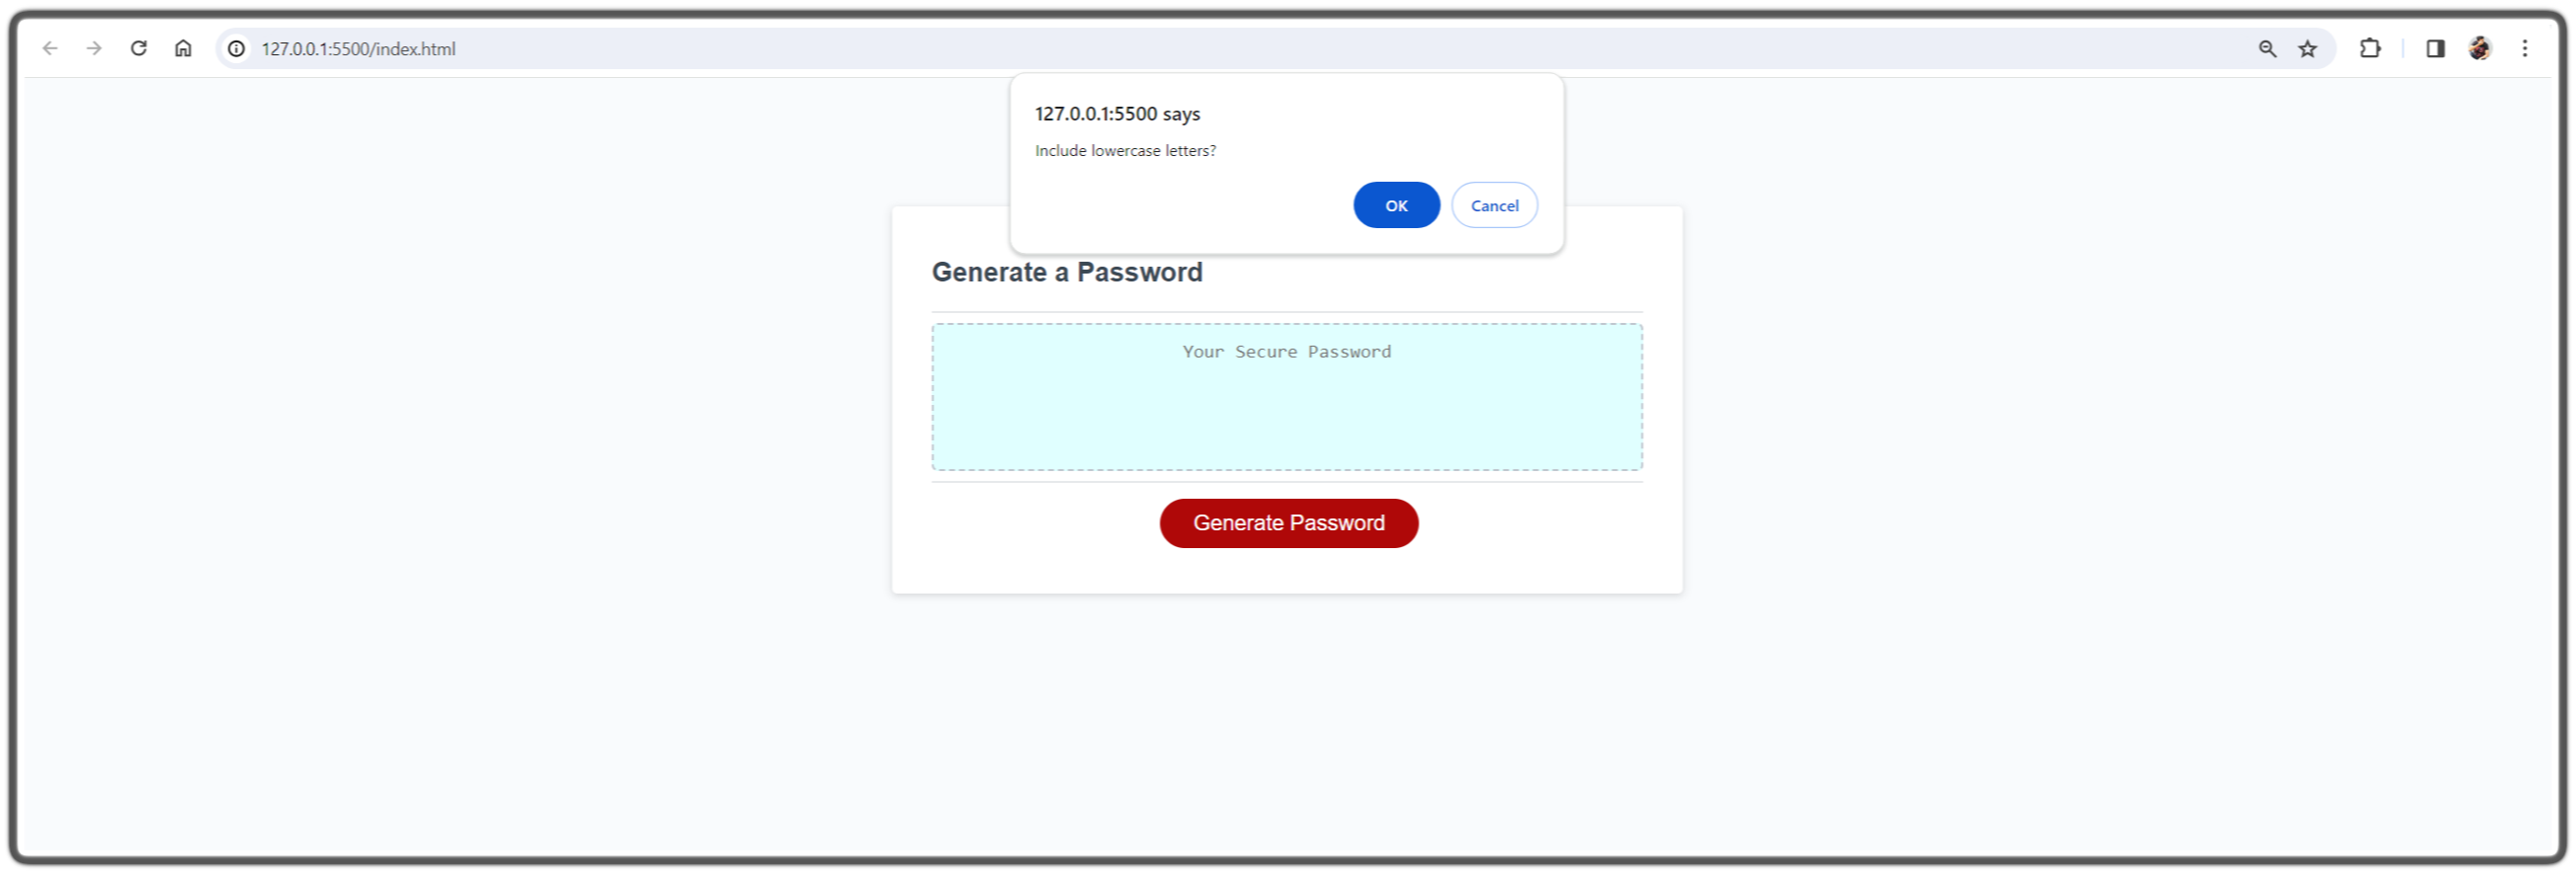 127.0.0.1:5500/index.html
127.0.0.1:5500 says
Include lowercase letters?
OK Cancel
Generate a Password
Your Secure Password
Generate Password